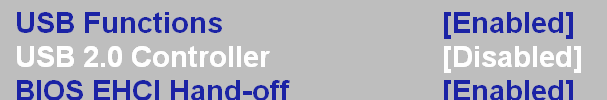 USB Functions [Enabled]
USB 2.0 Controller [Disabled]
BIOS EHCI Hand-off [Enabled]